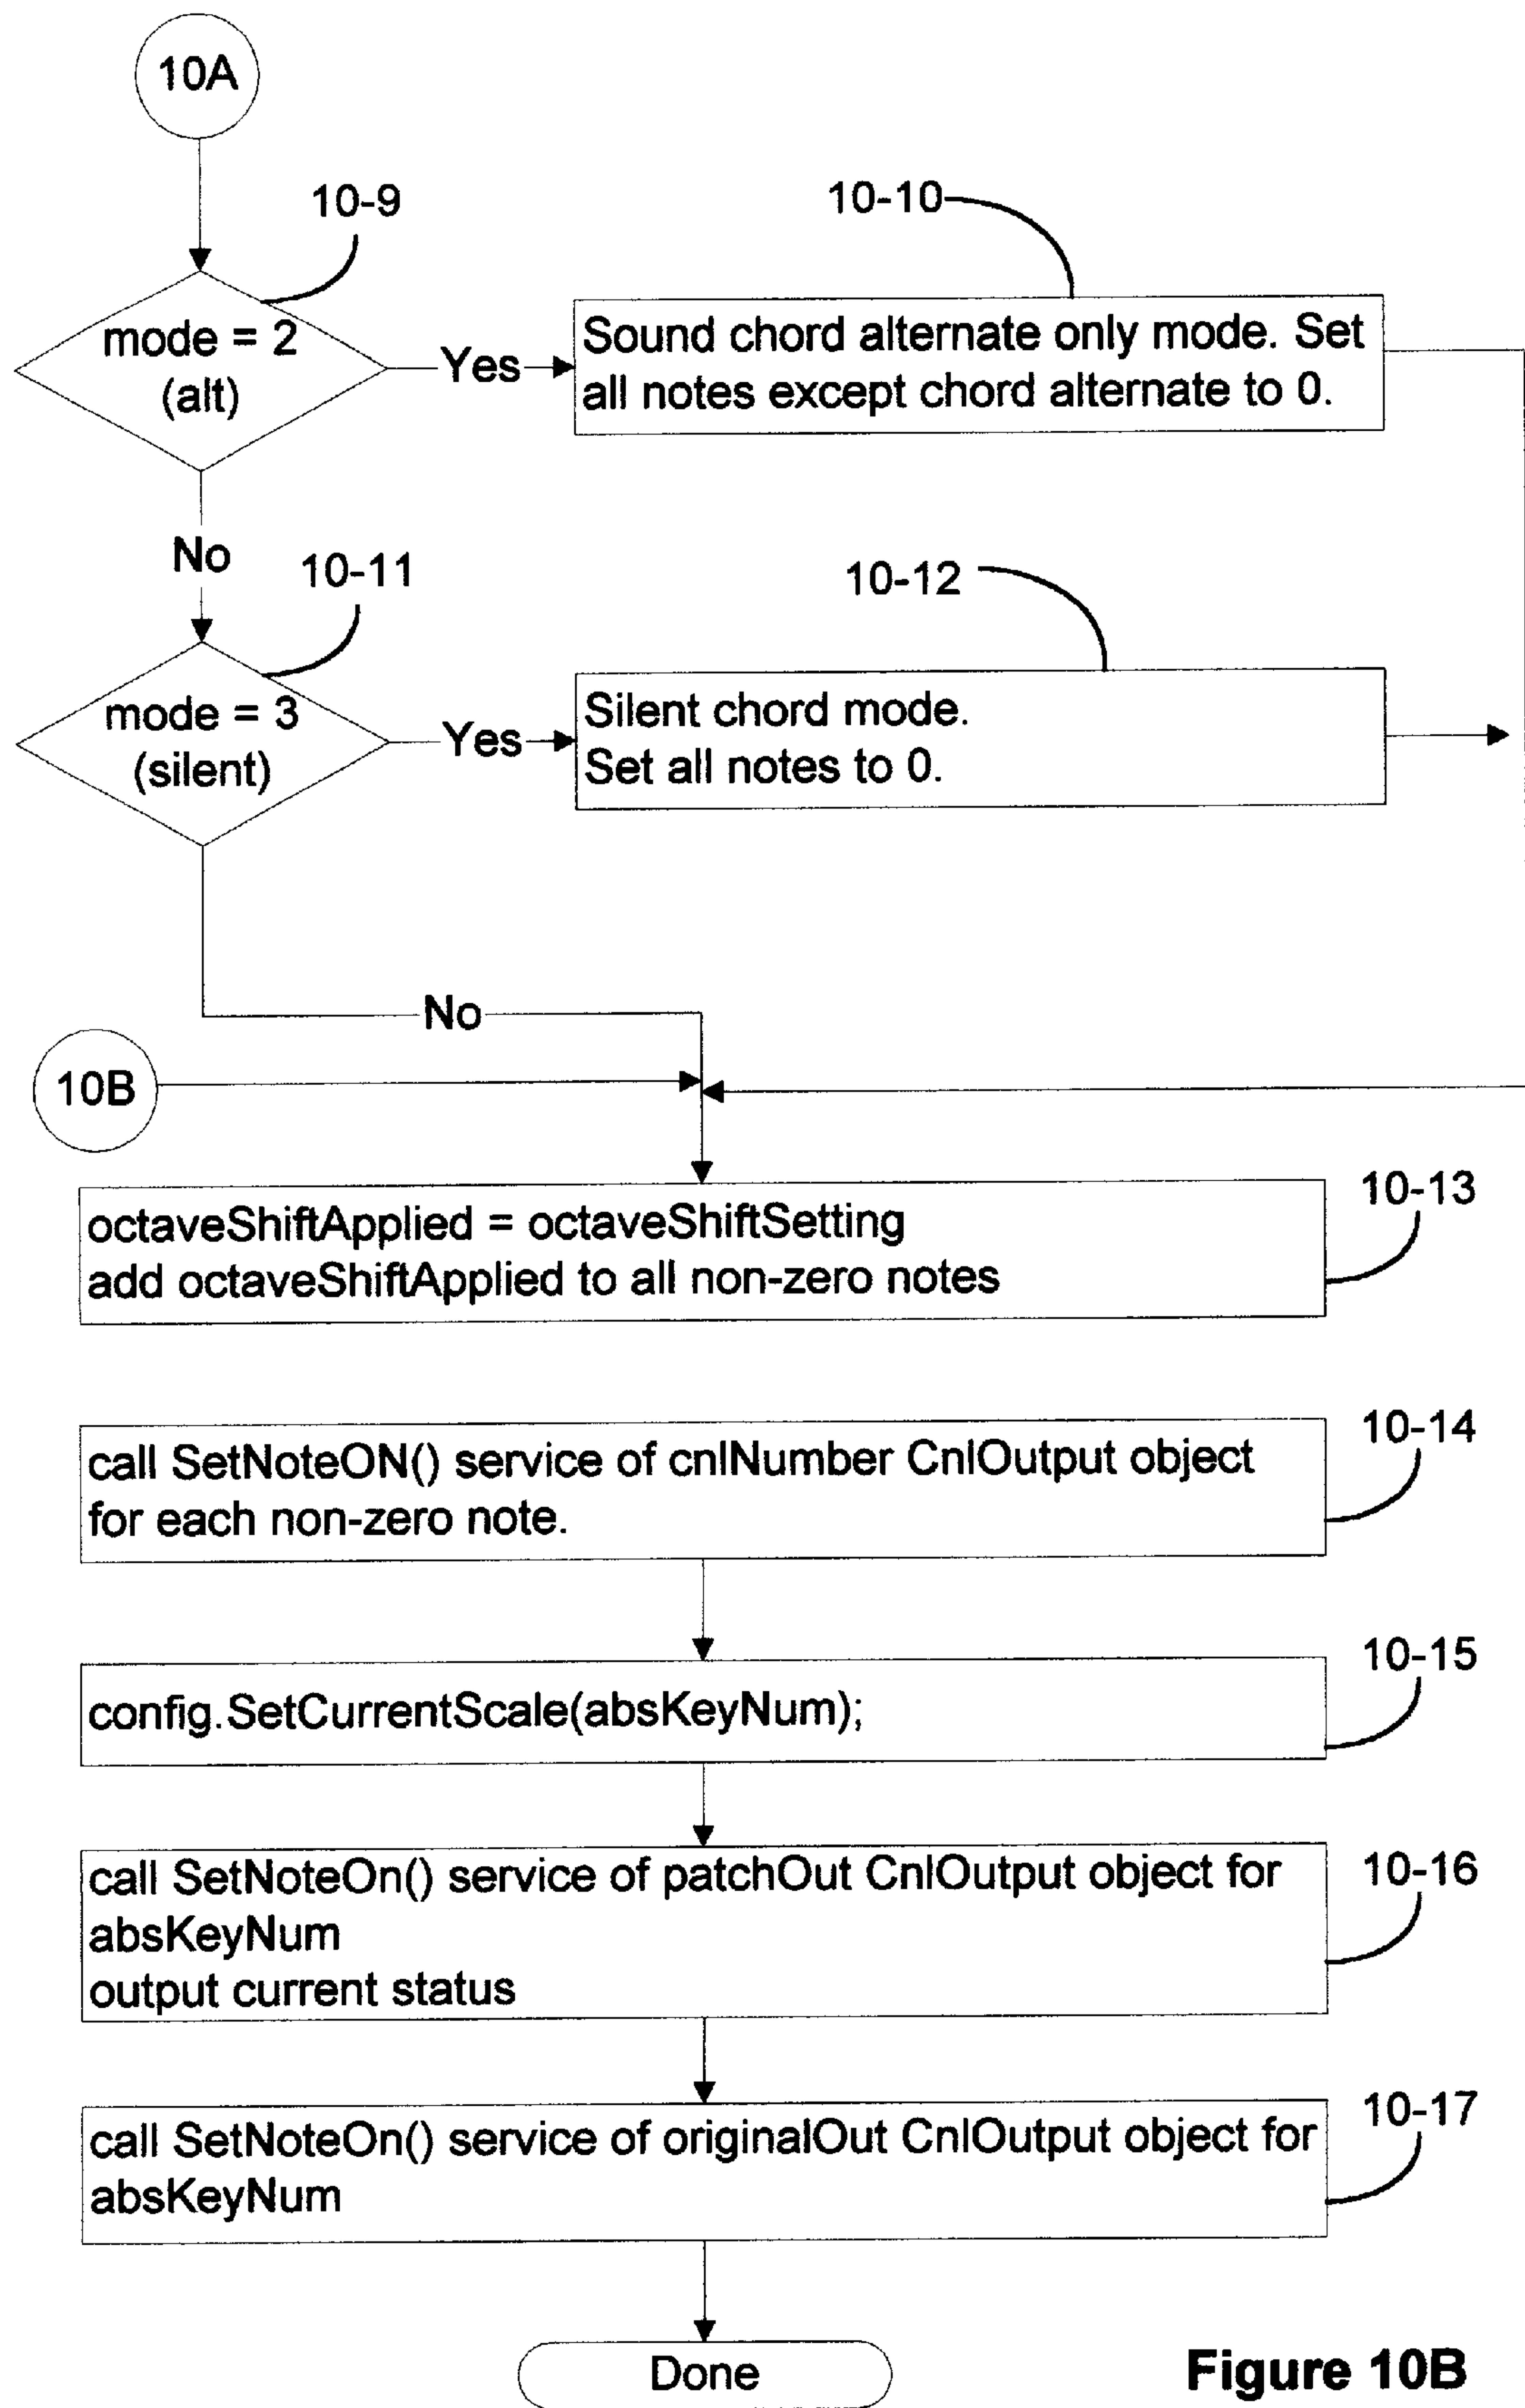 10A
10-9
10-10
mode = 2
(alt)
Yes
Sound chord alternate only mode. Set
all notes except chord alternate to 0.
No
10-11
10-12
mode = 3
(silent)
Yes
Silent chord mode.
Set all notes to 0.
No
10B
10-13
octaveShiftApplied = octaveShiftSetting
add octaveShiftApplied to all non-zero notes
10-14
call SetNoteON() service of cnlNumber CnlOutput object
for each non-zero note.
10-15
config.SetCurrentScale(absKeyNum);
10-16
call SetNoteOn() service of patchOut CnlOutput object for
absKeyNum
output current status
10-17
call SetNoteOn() service of originalOut CnlOutput object for
absKeyNum
Done
Figure 10B